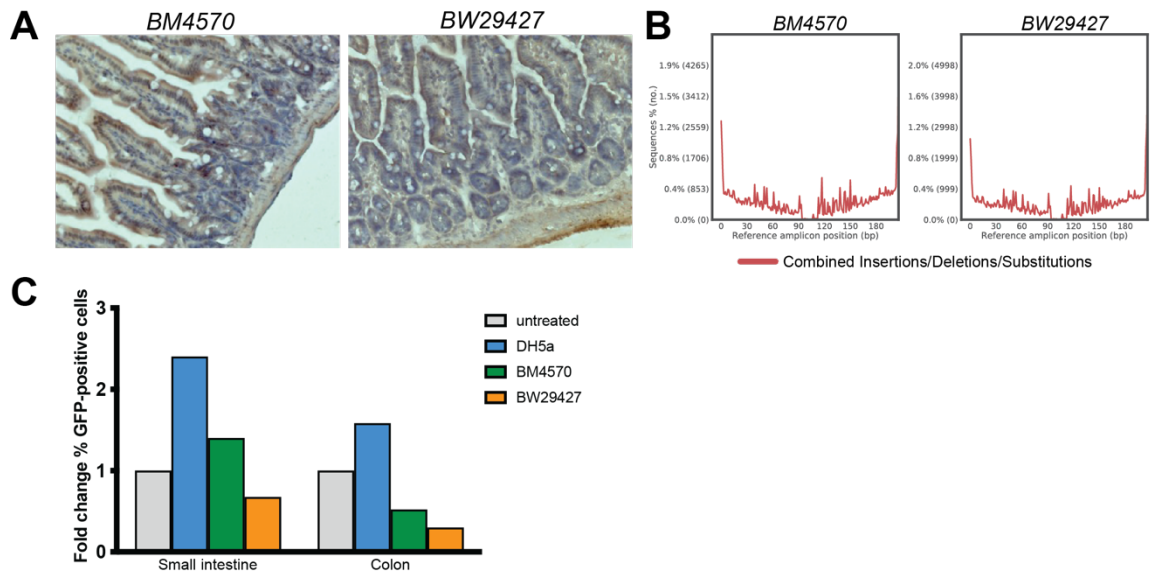 A
BM4570
BW29427
B
BM4570
BW29427
Sequences % (no.)
1.9% (4265)
1.5% (3412)
1.2% (2559)
0.8% (1706)
0.4% (853)
0.0% (0)
0 30 60 90 120 150 180
Reference amplicon position (bp)
2.0% (4998)
1.6% (3998)
1.2% (2998)
0.8% (1999)
0.4% (999)
0.0% (0)
0 30 60 90 120 150 180
Reference amplicon position (bp)
Combined Insertions/Deletions/Substitutions
C
Fold change % GFP-positive cells
3
2
1
0
Small intestine
Colon
untreated
DH5a
BM4570
BW29427